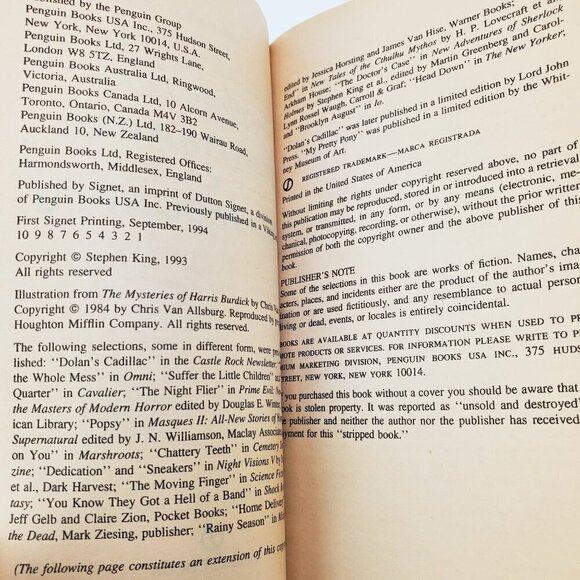 Published by the Penguin Group
Penguin Books USA Inc., 375 Hudson Street,
New York, New York 10014, U.S.A.
Penguin Books Ltd, 27 Wrights Lane,
London W8 5TZ, England
Penguin Books Australia Ltd, Ringwood,
Victoria, Australia
Penguin Books Canada Ltd, 10 Alcorn Avenue,
Toronto, Ontario, Canada M4V 3B2
Penguin Books (N.Z.) Ltd, 182–190 Wairau Road,
Auckland 10, New Zealand
Penguin Books Ltd, Registered Offices:
Harmondsworth, Middlesex, England
Published by Signet, an imprint of Dutton Signet, a division
of Penguin Books USA Inc. Previously published in a
First Signet Printing, September, 1994
10 9 8 7 6 5 4 3 2 1
Copyright © Stephen King, 1993
All rights reserved
Illustration from The Mysteries of Harris Burdick by Chris
Copyright © 1984 by Chris Van Allsburg. Reproduced by
Houghton Mifflin Company. All rights reserved.
The following selections, some in different form, were
lished: "Dolan's Cadillac" in the Castle Rock Newsletter;
the Whole Mess" in Omni; "Suffer the Little Children"
Quarter" in Cavalier; "The Night Flier" in Prime Evil:
the Masters of Modern Horror edited by Douglas E.
ican Library; "Popsy" in Masques II: All-New Stories of
Supernatural edited by J. N. Williamson, Maclay
on You" in Marshroots; "Chattery Teeth" in
zine; "Dedication" and "Sneakers" in Night Visions V
et al., Dark Harvest; "The Moving Finger" in Science
tasy; "You Know They Got a Hell of a Band" in Shock
Jeff Gelb and Claire Zion, Pocket Books; "Home
the Dead, Mark Ziesing, publisher; "Rainy Season" in
(The following page constitutes an extension of this
edited by Jessica Horsting and James Van Hise, Warner Books;
End" in New Tales of the Cthulhu Mythos by H. P. Lovecraft et al.,
Arkham House; "The Doctor's Case" in New Adventures of Sherlock
Holmes by Stephen King et al., edited by Martin Greenberg and Carol-
Lynn Rossel Waugh, Carroll & Graf; "Head Down" in The New Yorker;
and "Brooklyn August" in Io.
"Dolan's Cadillac" was later published in a limited edition by Lord John
Press. "My Pretty Pony" was published in a limited edition by the Whit-
ney Museum of Art.
REGISTERED TRADEMARK—MARCA REGISTRADA
Printed in the United States of America
Without limiting the rights under copyright reserved above, no part of
this publication may be reproduced, stored in or introduced into a retrieval
system, or transmitted, in any form, or by any means (electronic, me-
chanical, photocopying, recording, or otherwise), without the prior written
permission of both the copyright owner and the above publisher of this
book.
PUBLISHER'S NOTE
Some of the selections in this book are works of fiction. Names, char
acters, places, and incidents either are the product of the author's imag
ination or are used fictitiously, and any resemblance to actual person
living or dead, events, or locales is entirely coincidental.
BOOKS ARE AVAILABLE AT QUANTITY DISCOUNTS WHEN USED TO PR
MOTE PRODUCTS OR SERVICES. FOR INFORMATION PLEASE WRITE TO P
MIUM MARKETING DIVISION, PENGUIN BOOKS USA INC., 375 HUDS
STREET, NEW YORK, NEW YORK 10014.
you purchased this book without a cover you should be aware that
book is stolen property. It was reported as "unsold and destroyed"
the publisher and neither the author nor the publisher has received
payment for this "stripped book."